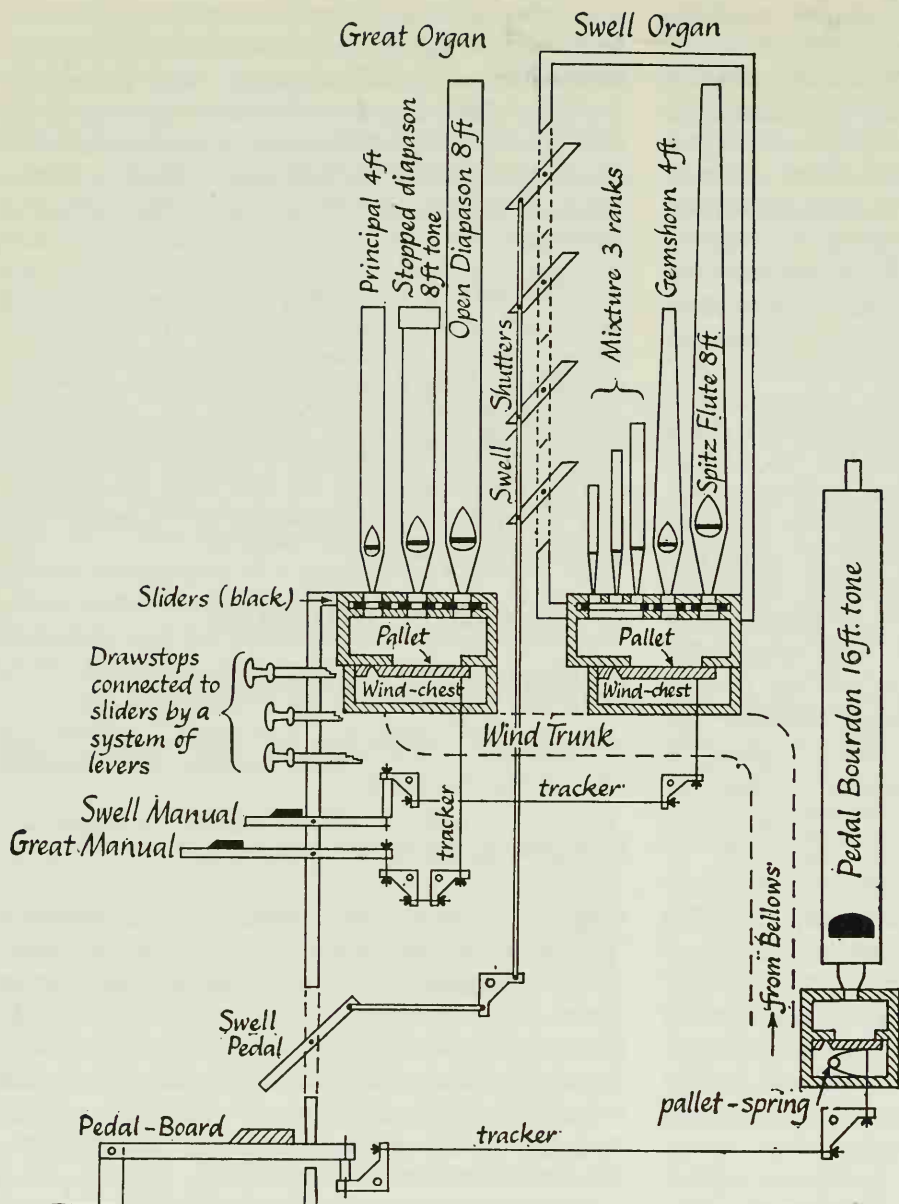 Great Organ
Swell Organ
Principal 4ft
Stopped diapason
8ft tone
Open Diapason 8ft
Swell Shutters
Mixture 3 ranks
Gemshorn 4ft.
Spitz Flute 8ft.
Pedal Bourdon 16ft. tone
Sliders (black)
Pallet
Wind-chest
Pallet
Wind-chest
Drawstops
connected to
sliders by a
system of
levers
Wind Trunk
Swell Manual
Great Manual
tracker
tracker
from Bellows
Swell
Pedal
pallet-spring
Pedal-Board
tracker